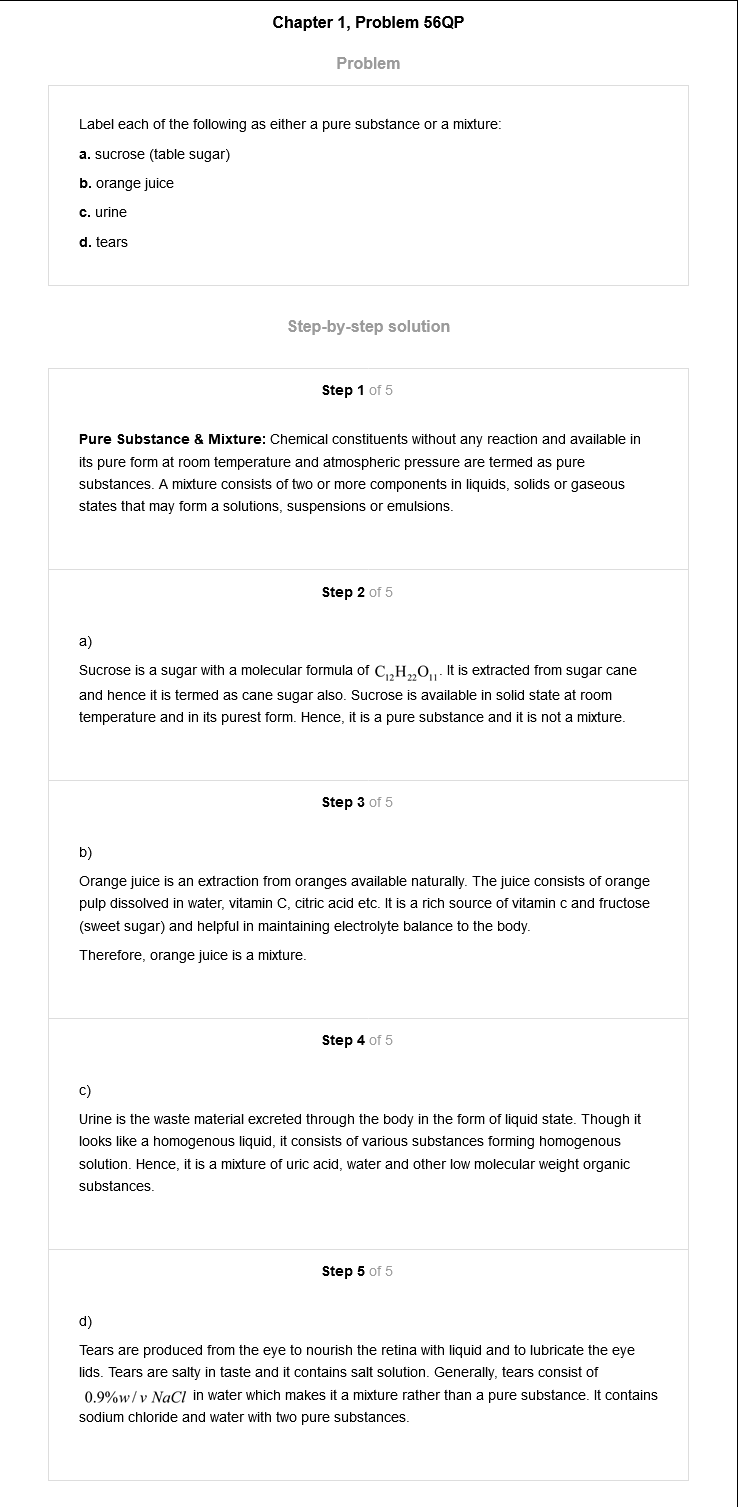 Chapter 1, Problem 56QP
Problem
Label each of the following as either a pure substance or a mixture:
a. sucrose (table sugar)
b. orange juice
c. urine
d. tears
Step-by-step solution
Step 1 of 5
Pure Substance & Mixture: Chemical constituents without any reaction and available in
its pure form at room temperature and atmospheric pressure are termed as pure
substances. A mixture consists of two or more components in liquids, solids or gaseous
states that may form a solutions, suspensions or emulsions.
Step 2 of 5
a)
Sucrose is a sugar with a molecular formula of C₁₂H₂₂O₁₁. It is extracted from sugar cane
and hence it is termed as cane sugar also. Sucrose is available in solid state at room
temperature and in its purest form. Hence, it is a pure substance and it is not a mixture.
Step 3 of 5
b)
Orange juice is an extraction from oranges available naturally. The juice consists of orange
pulp dissolved in water, vitamin C, citric acid etc. It is a rich source of vitamin c and fructose
(sweet sugar) and helpful in maintaining electrolyte balance to the body.
Therefore, orange juice is a mixture.
Step 4 of 5
c)
Urine is the waste material excreted through the body in the form of liquid state. Though it
looks like a homogenous liquid, it consists of various substances forming homogenous
solution. Hence, it is a mixture of uric acid, water and other low molecular weight organic
substances.
Step 5 of 5
d)
Tears are produced from the eye to nourish the retina with liquid and to lubricate the eye
lids. Tears are salty in taste and it contains salt solution. Generally, tears consist of
0.9%w/v NaCl in water which makes it a mixture rather than a pure substance. It contains
sodium chloride and water with two pure substances.